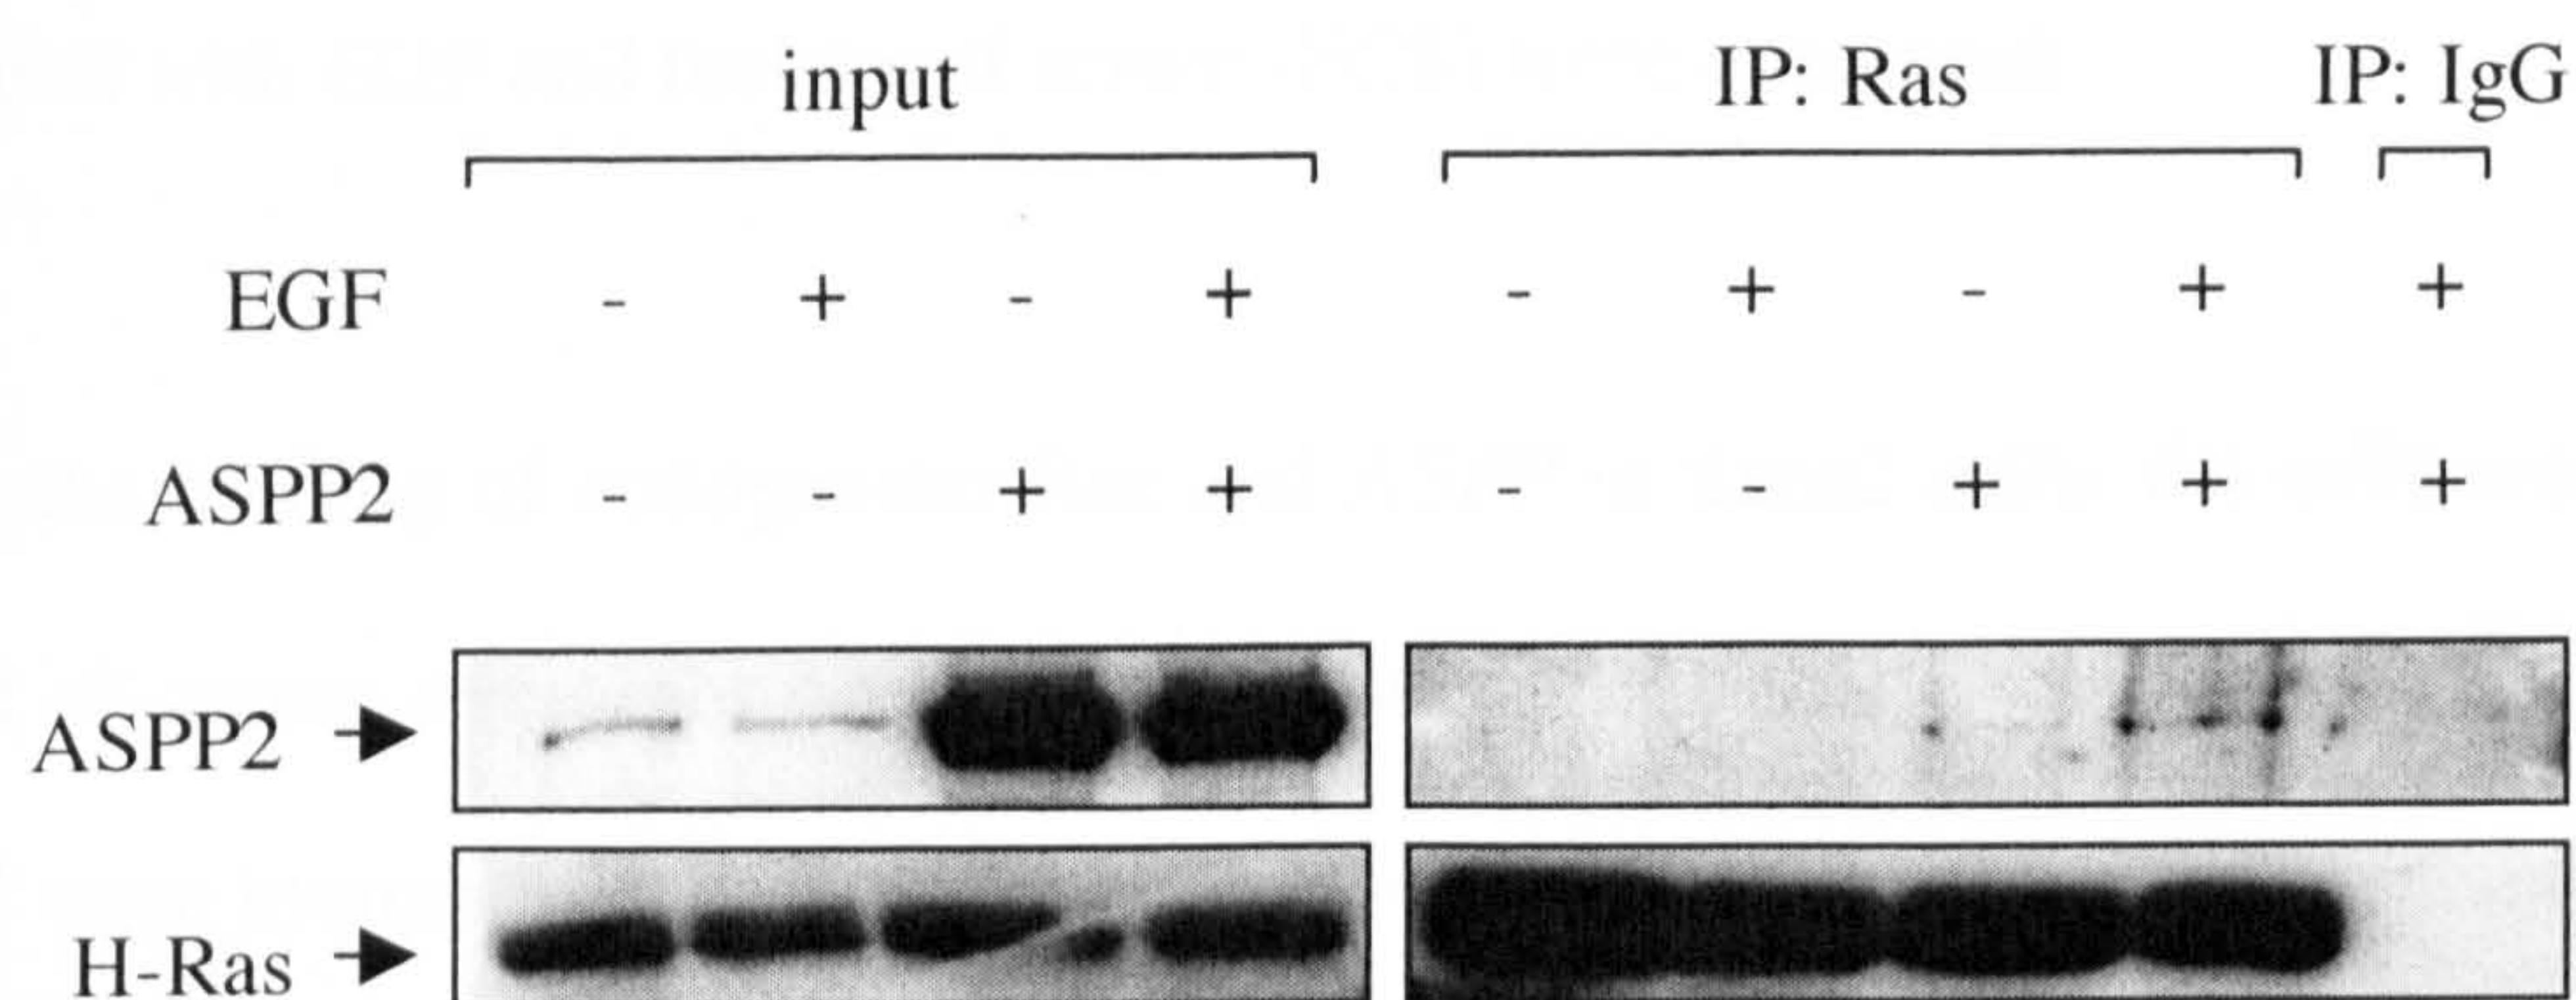 input IP: Ras IP: IgG
EGF - + - + - + - + +
ASPP2 - - + + - - + + +
ASPP2
H-Ras